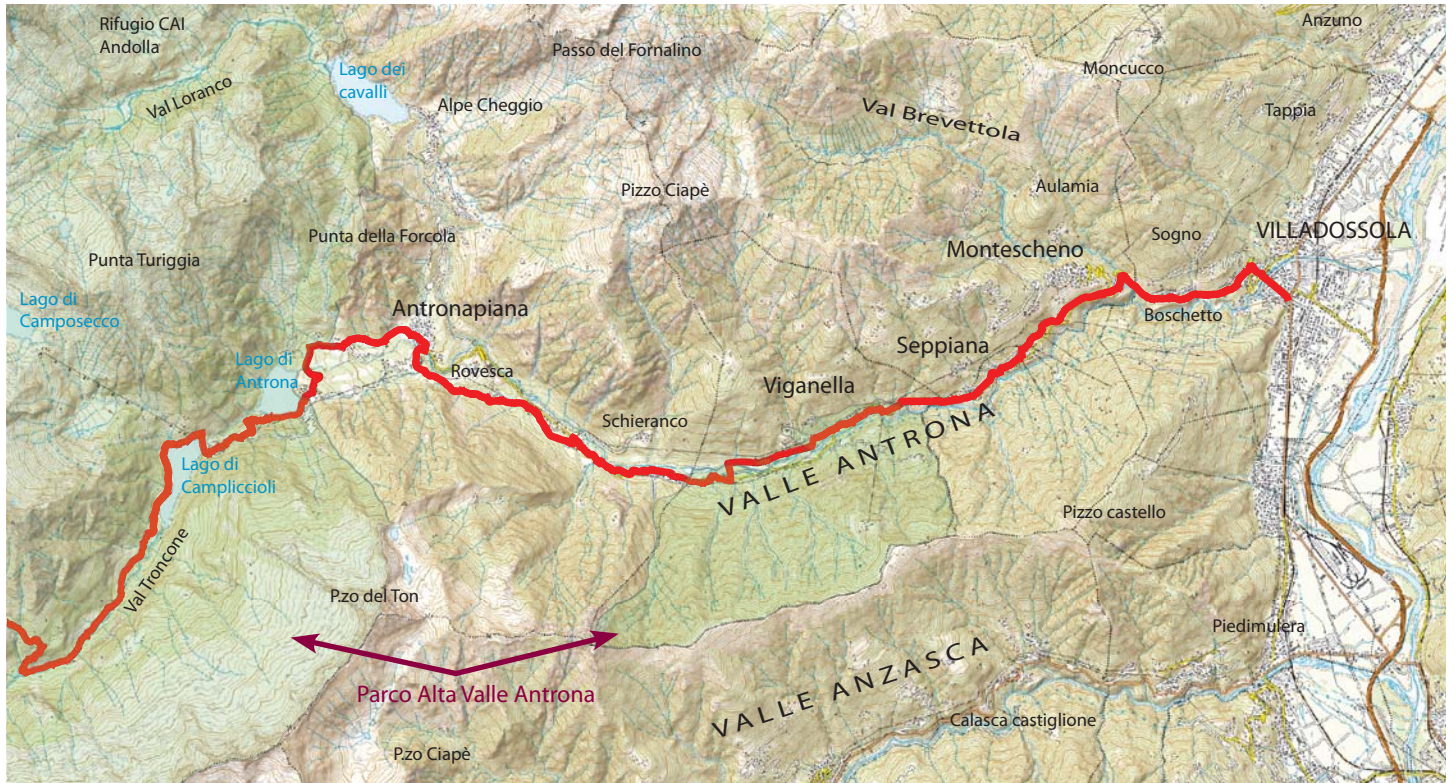 Rifugio CAI
Andolla
Passo del Fornalino
Anzuno
Lago dei
cavalli
Moncucco
Val Loranco
Alpe Cheggio
Val Brevettola
Tappia
Pizzo Ciapè
Aulamia
Punta della Forcola
Sogno
VILLADOSSOLA
Punta Turiggia
Montescheno
Lago di
Camposecco
Antronapiana
Boschetto
Lago di
Antrona
Seppiana
Rovesca
Viganella
Schieranco
VALLE ANTRONA
Lago di
Campliccioli
Pizzo castello
Val Troncone
P.zo del Ton
Piedimulera
Parco Alta Valle Antrona
VALLE ANZASCA
Calasca castiglione
P.zo Ciapè